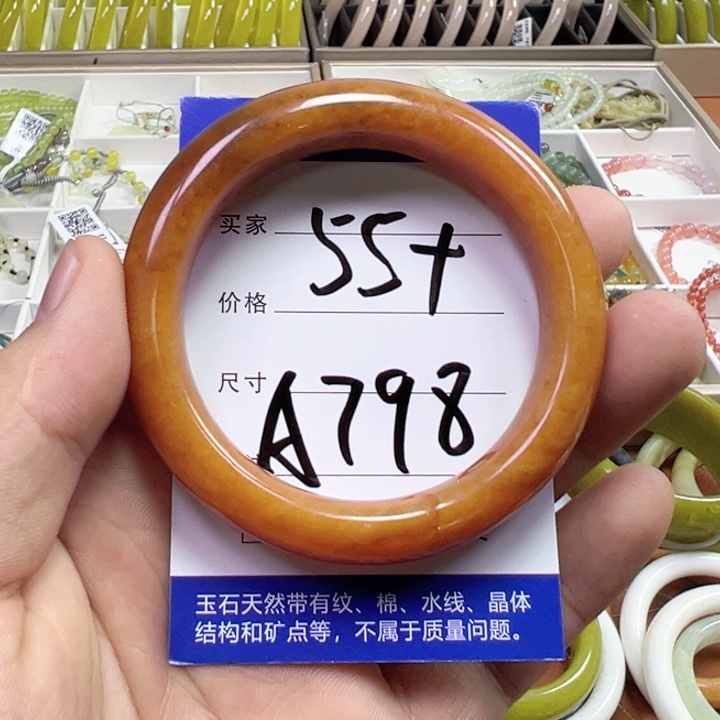 买家
55+
价格
尺寸
A798
玉石天然带有纹、棉、水线、晶体
结构和矿点等，不属于质量问题。